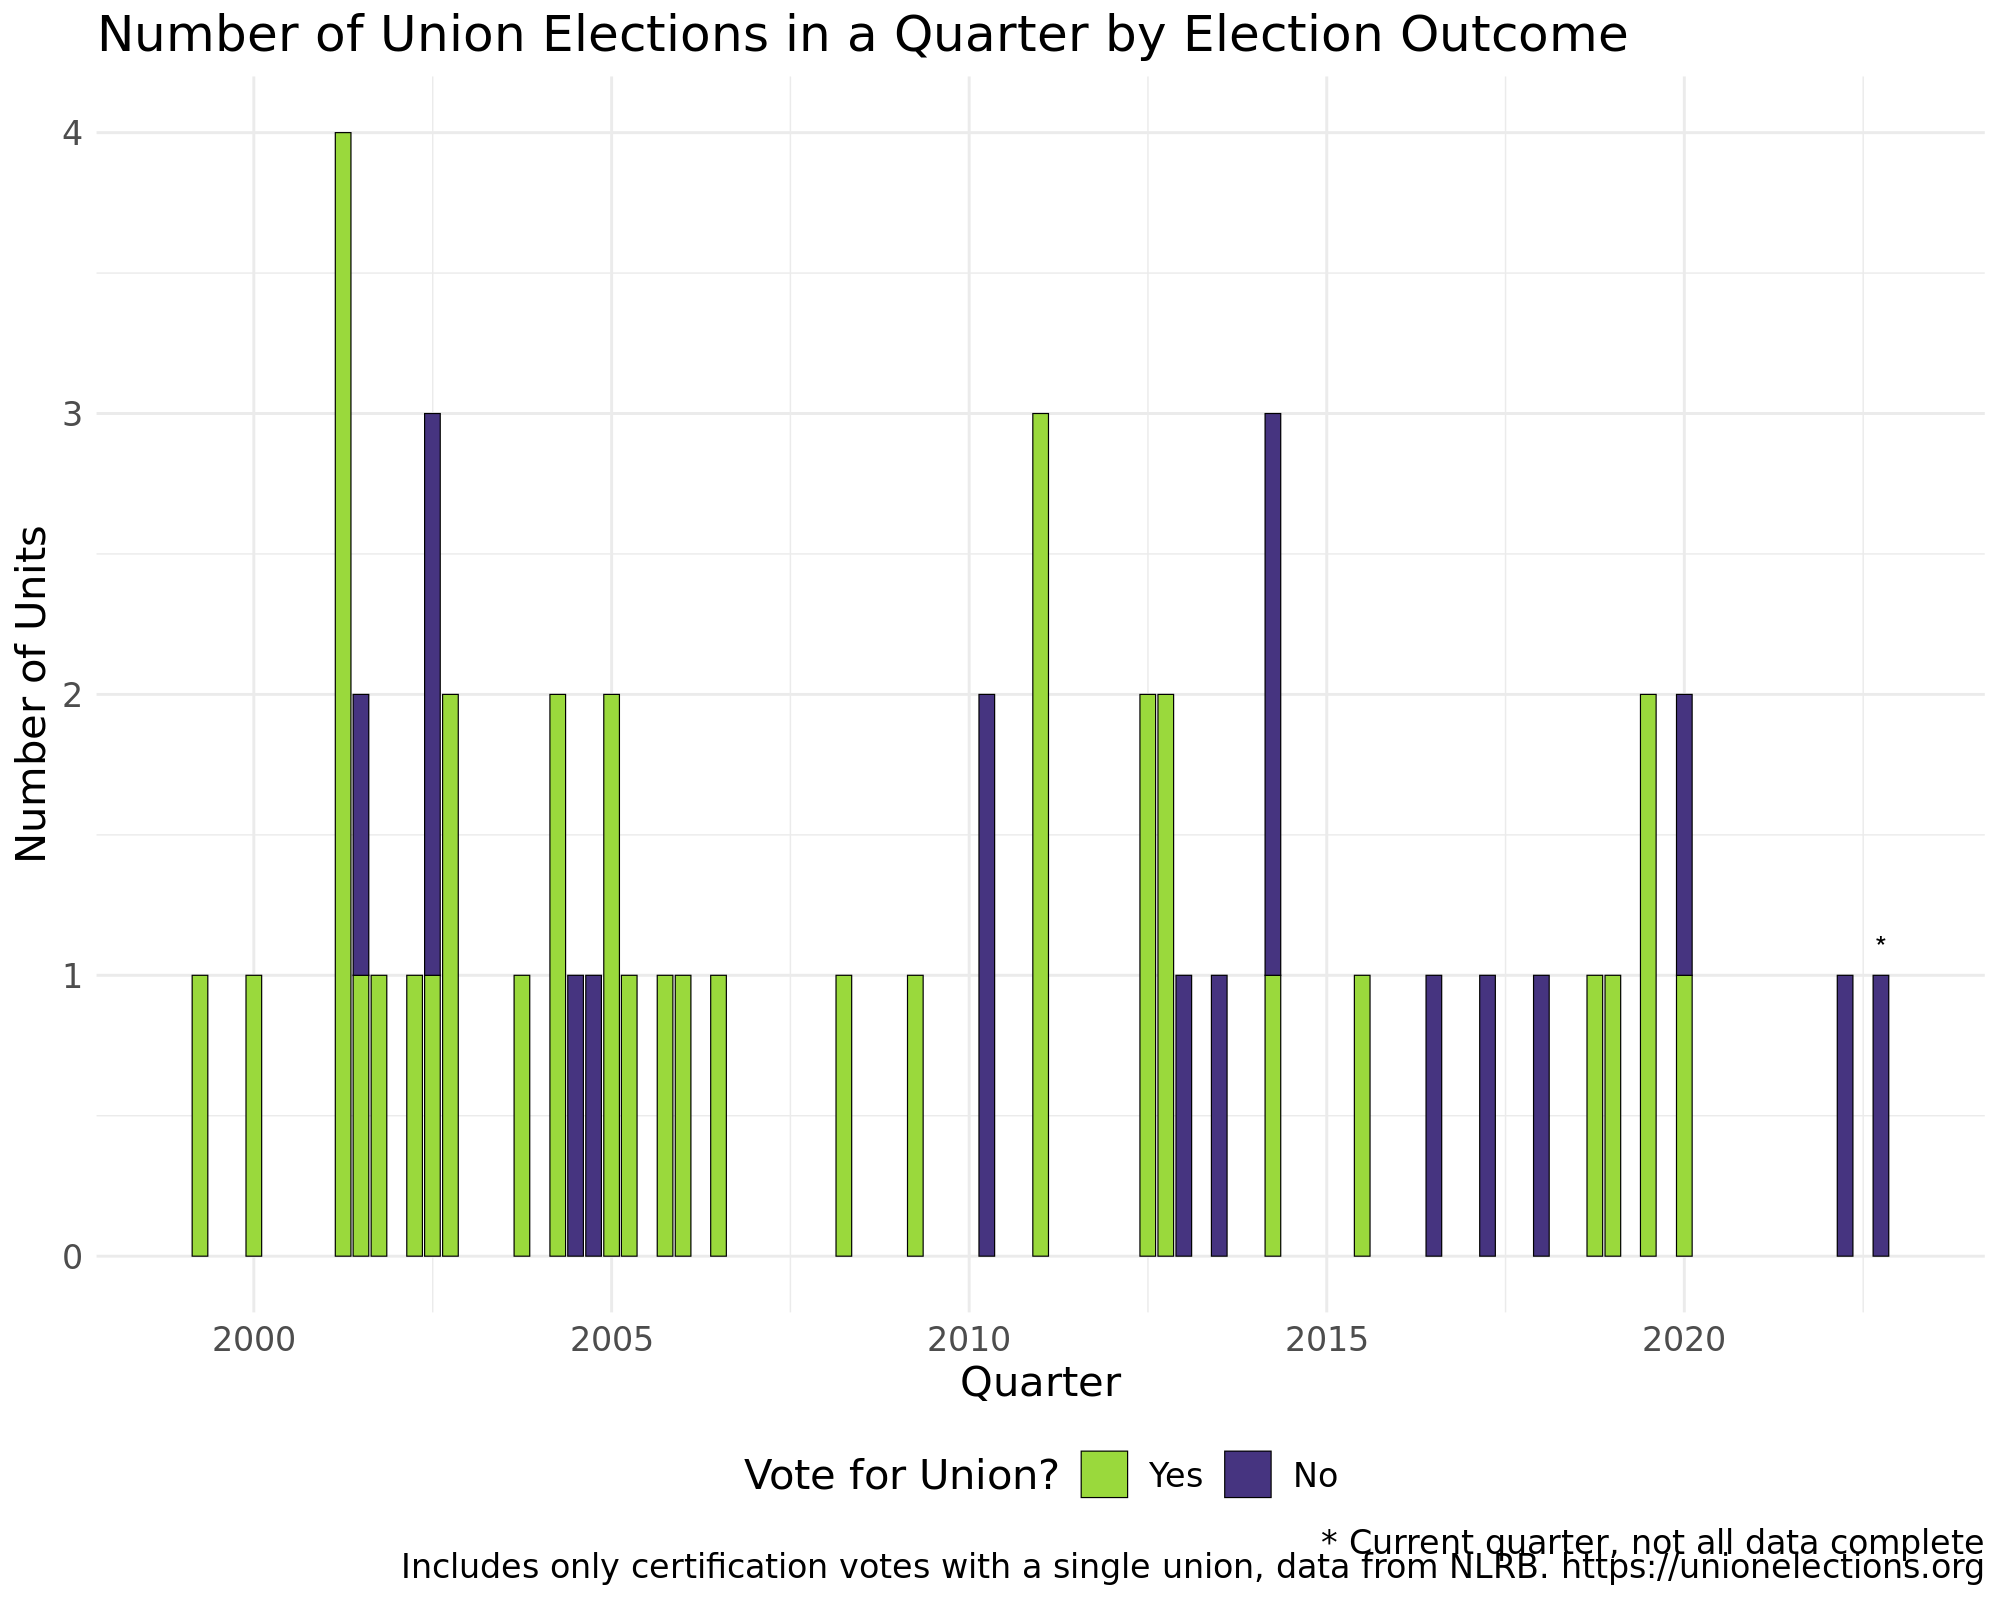 Number of Union Elections in a Quarter by Election Outcome
4
3
2
1
0
Number of Units
*
2000 2005 2010 2015 2020
Quarter
Vote for Union? Yes No
* Current quarter, not all data complete
Includes only certification votes with a single union, data from NLRB. https://unionelections.org